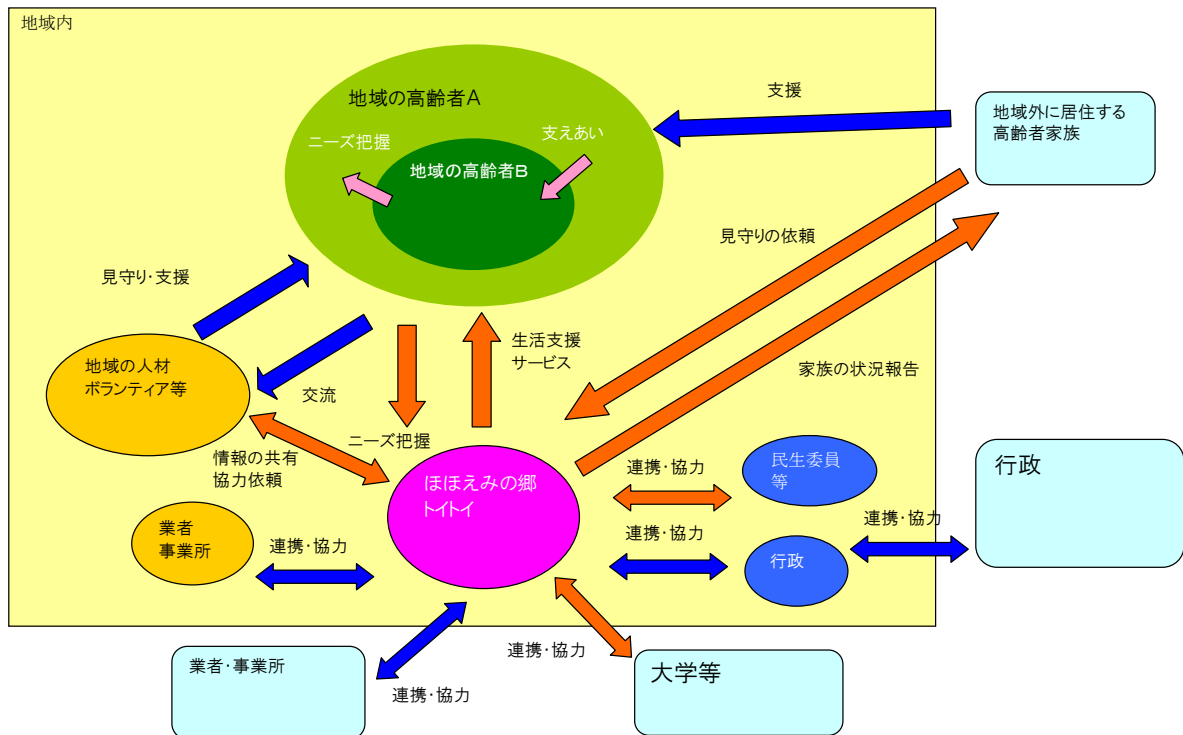 地域内
地域の高齢者A
支援
地域外に居住する
高齢者家族
ニーズ把握
支えあい
地域の高齢者B
見守りの依頼
見守り・支援
生活支援
サービス
地域の人材
ボランティア等
交流
家族の状況報告
ニーズ把握
情報の共有
協力依頼
ほほえみの郷
トイトイ
連携・協力
民生委員
等
行政
業者
事業所
連携・協力
連携・協力
行政
連携・協力
業者・事業所
連携・協力
連携・協力
大学等